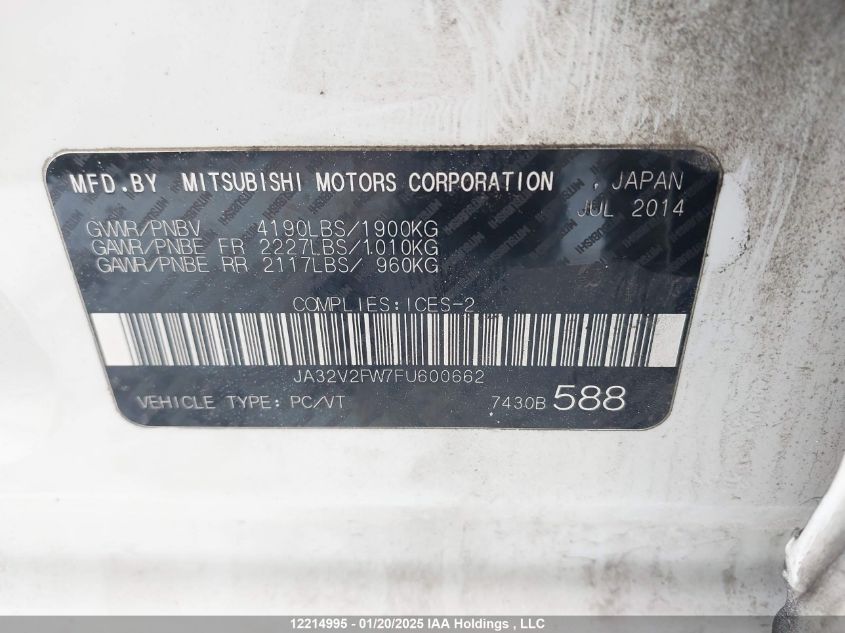 MFD.BY MITSUBISHI MOTORS CORPORATION , JAPAN
JUL 2014
GVWR/PNBV 4190LBS/1900KG
GAWR/PNBE FR 2227LBS/1010KG
GAWR/PNBE RR 2117LBS/ 960KG
COMPLIES:ICES-2
JA32V2FW7FU600662
VEHICLE TYPE: PC/VT 7430B 588
12214995 - 01/20/2025 IAA Holdings , LLC